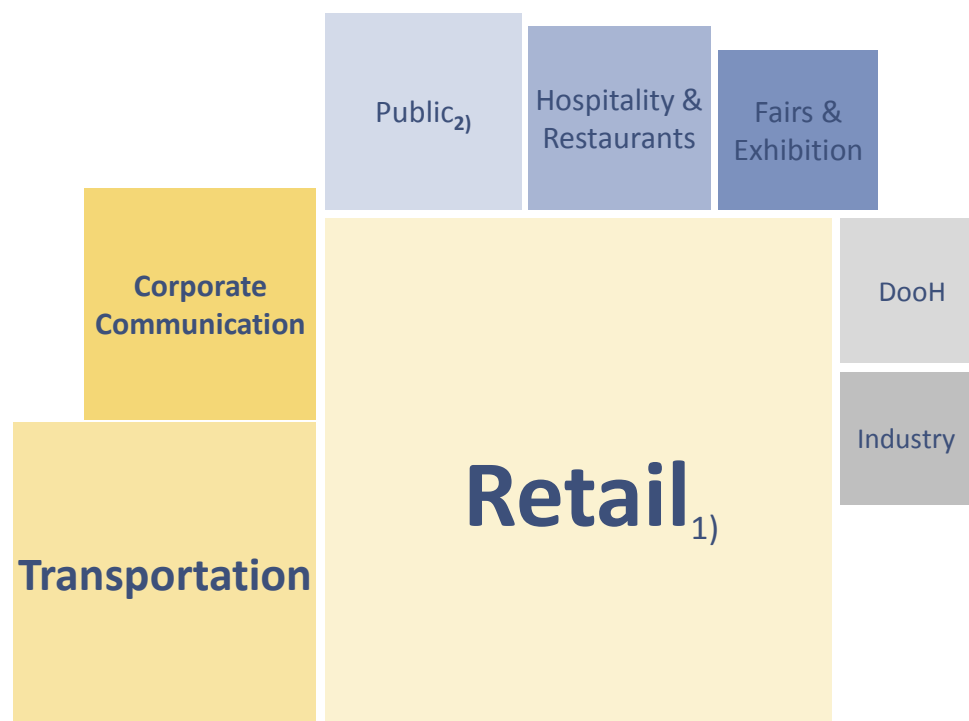 Public2)
Hospitality &
Restaurants
Fairs &
Exhibition
Corporate
Communication
DooH
Industry
Retail1)
Transportation